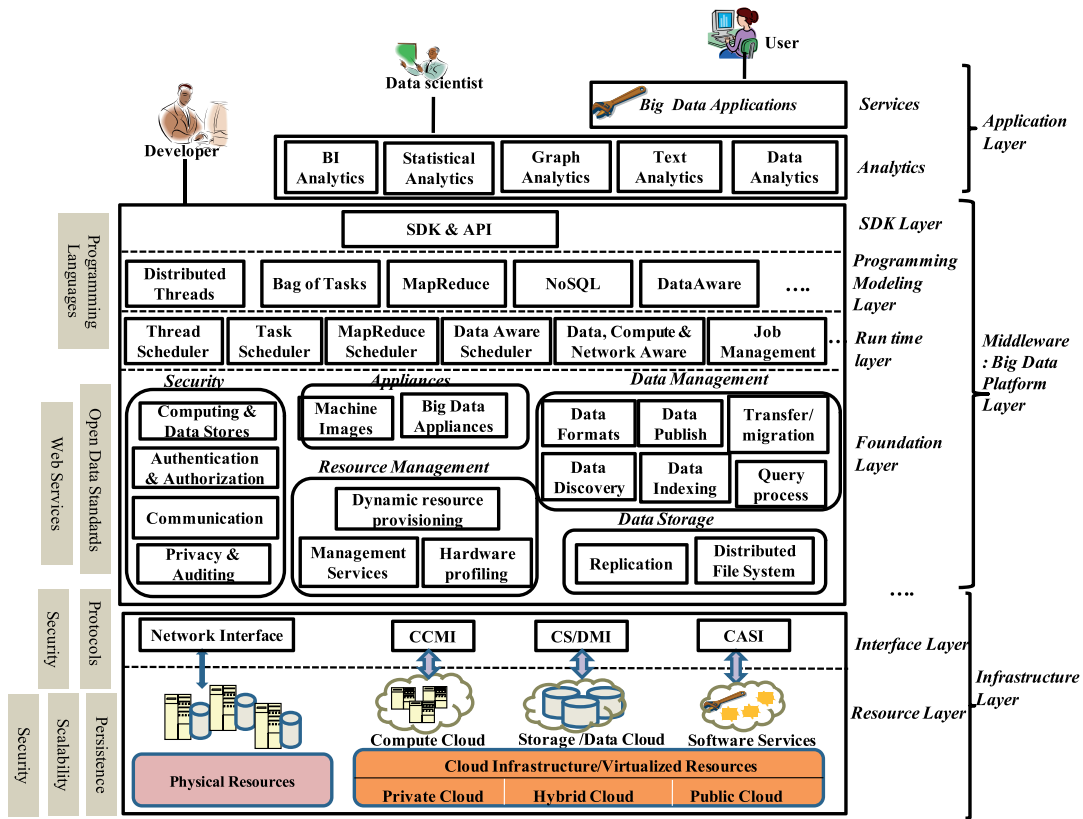 User
Data scientist
Developer
Big Data Applications
Services
Application
Layer
BI
Analytics
Statistical
Analytics
Graph
Analytics
Text
Analytics
Data
Analytics
Analytics
Programming
Languages
SDK & API
SDK Layer
Distributed
Threads
Bag of Tasks
MapReduce
NoSQL
DataAware
....
Programming
Modeling
Layer
Thread
Scheduler
Task
Scheduler
MapReduce
Scheduler
Data Aware
Scheduler
Data, Compute &
Network Aware
Job
Management
...
Run time
layer
Middleware
: Big Data
Platform
Layer
Web Services
Open Data Standards
Security
Computing &
Data Stores
Authentication
& Authorization
Communication
Privacy &
Auditing
Appliances
Machine
Images
Big Data
Appliances
Resource Management
Dynamic resource
provisioning
Management
Services
Hardware
profiling
Data Management
Data
Formats
Data
Publish
Transfer/
migration
Data
Discovery
Data
Indexing
Query
process
Data Storage
Replication
Distributed
File System
Foundation
Layer
....
Security
Protocols
Network Interface
CCMI
CS/DMI
CASI
Interface Layer
Infrastructure
Layer
Security
Scalability
Persistence
Resource Layer
Compute Cloud
Storage /Data Cloud
Software Services
Physical Resources
Cloud Infrastructure/Virtualized Resources
Private Cloud
Hybrid Cloud
Public Cloud